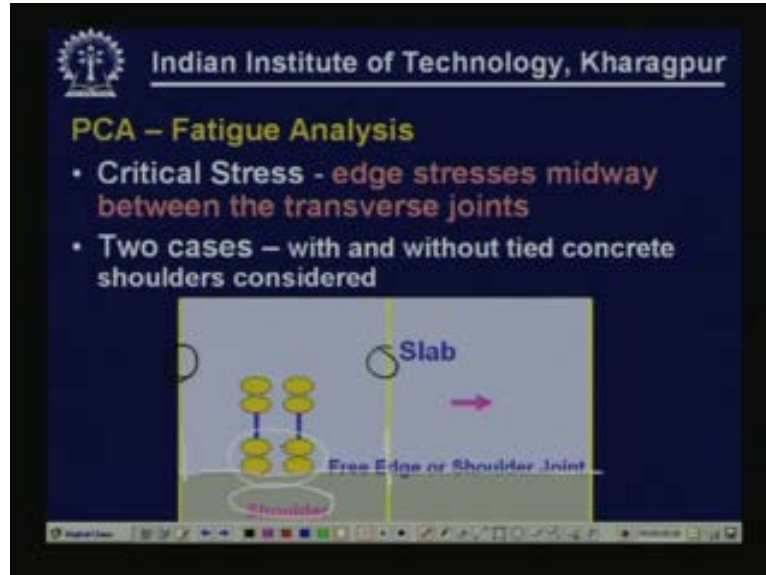 Indian Institute of Technology, Kharagpur
PCA – Fatigue Analysis
• Critical Stress - edge stresses midway
between the transverse joints
• Two cases – with and without tied concrete
shoulders considered
Slab
Free Edge or Shoulder Joint
Shoulder